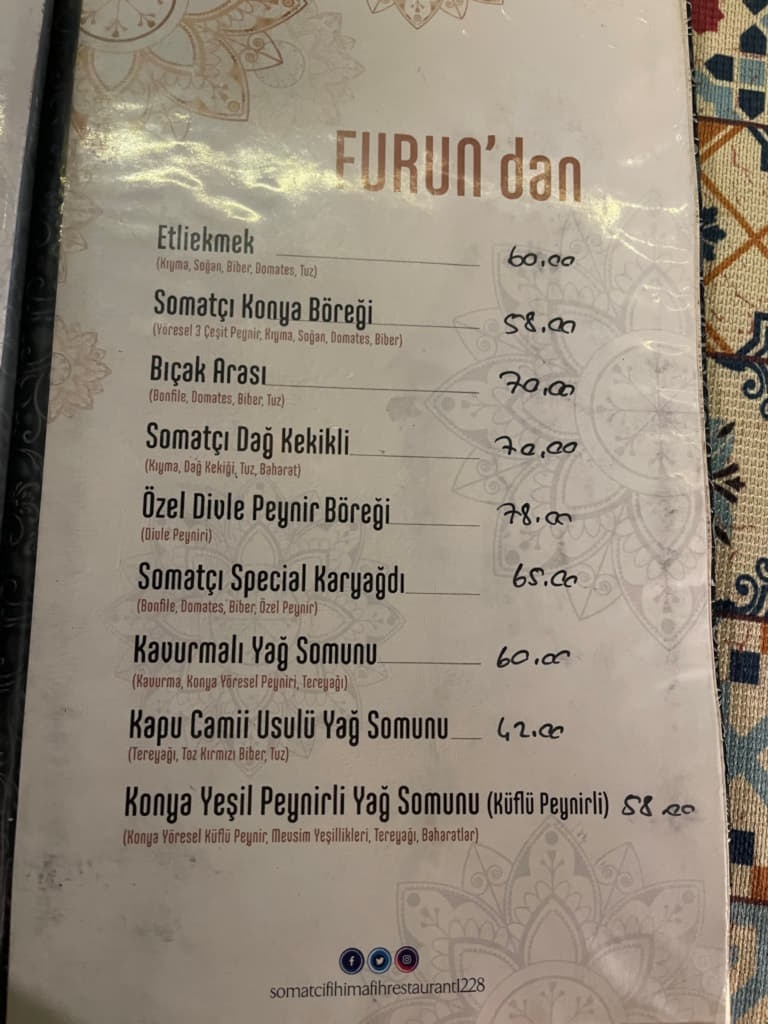 FURUN'dan
Etliekmek 60.00
(Kıyma, Soğan, Biber, Domates, Tuz)
Somatçı Konya Böreği 58.00
(Yöresel 3 Çeşit Peynir, Kıyma, Soğan, Domates, Biber)
Bıçak Arası 70,00
(Bonfile, Domates, Biber, Tuz)
Somatçı Dağ Kekikli 70,00
(Kıyma, Dağ Kekiği, Tuz, Baharat)
Özel Divle Peynir Böreği 78.00
(Divle Peyniri)
Somatçı Special Karyağdı 65.00
(Bonfile, Domates, Biber, Özel Peynir)
Kavurmalı Yağ Somunu 60.00
(Kavurma, Konya Yöresel Peyniri, Tereyağı)
Kapu Camii Usulü Yağ Somunu 42.00
(Tereyağı, Toz Kırmızı Biber, Tuz)
Konya Yeşil Peynirli Yağ Somunu (Küflü Peynirli) 58.00
(Konya Yöresel Küflü Peynir, Mevsim Yeşillikleri, Tereyağı, Baharatlar)
somatcifihimafihrestaurant1228